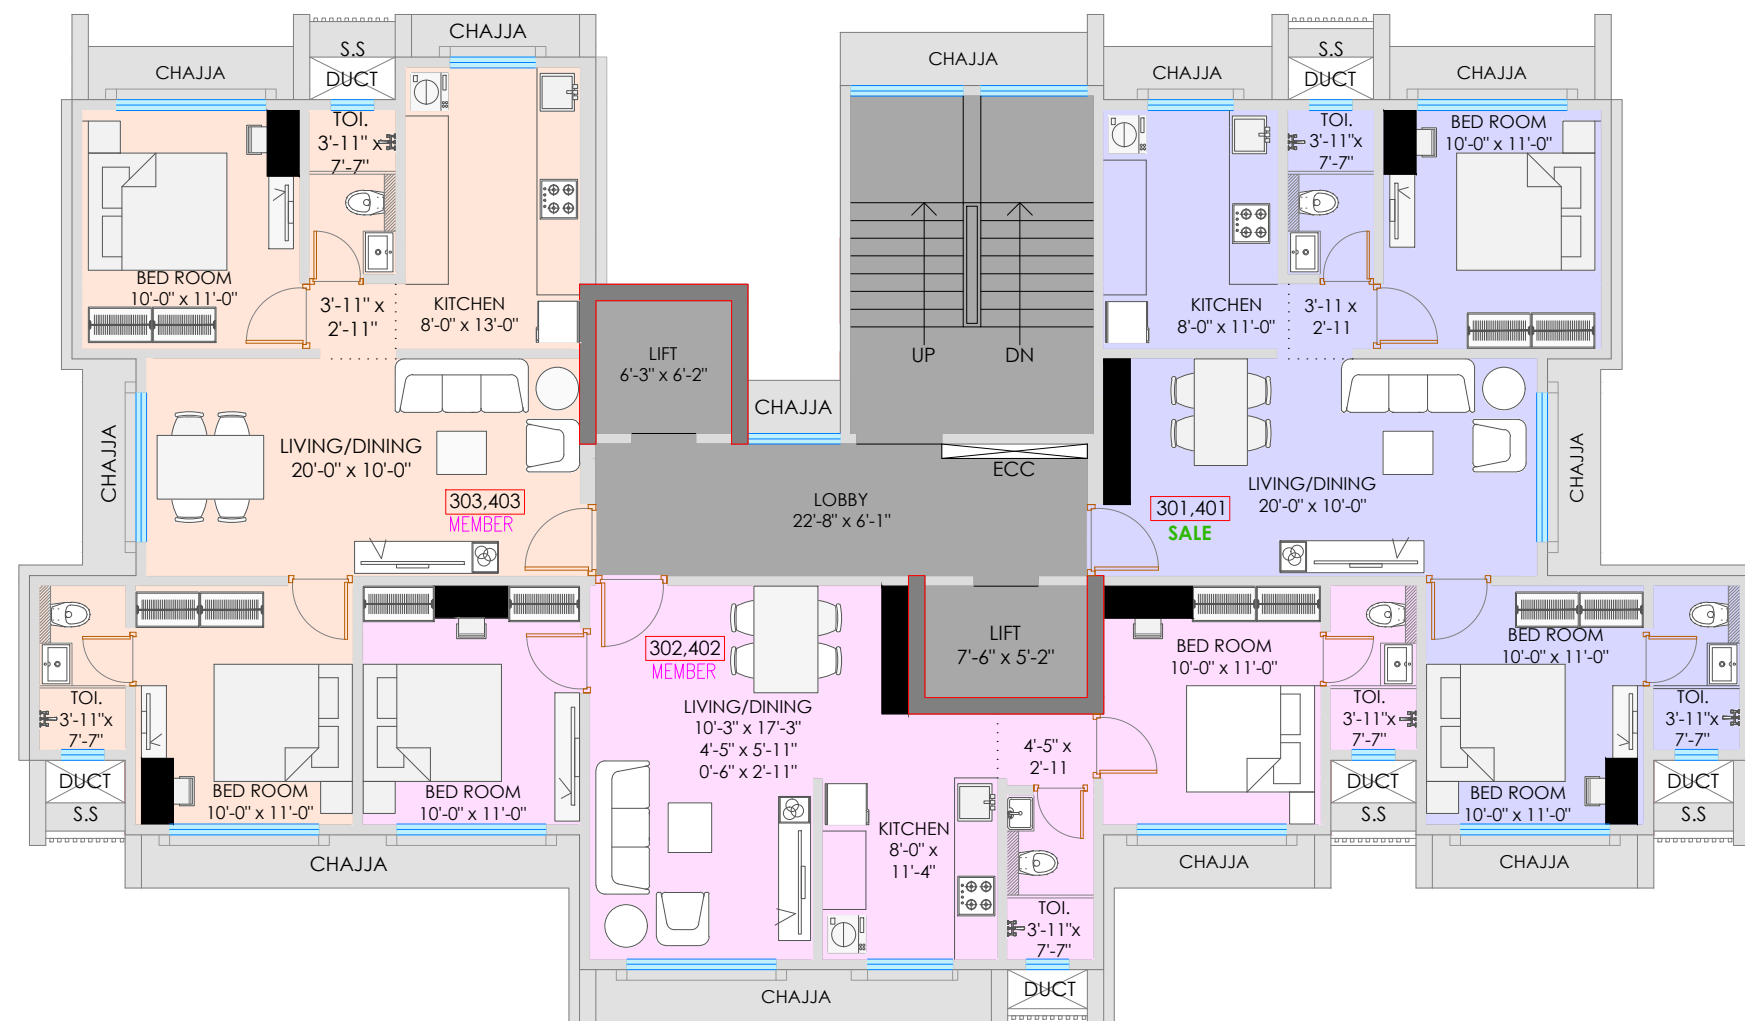 CHAJJA
S.S
CHAJJA
DUCT
CHAJJA
CHAJJA
S.S
CHAJJA
DUCT
CHAJJA
TOI.
3'-11" x
7'-7"
BED ROOM
10'-0" x 11'-0"
3'-11" x
2'-11"
KITCHEN
8'-0" x 13'-0"
LIFT
6'-3" x 6'-2"
UP
DN
CHAJJA
TOI.
3'-11"x
7'-7"
BED ROOM
10'-0" x 11'-0"
KITCHEN
8'-0" x 11'-0"
3'-11 x
2'-11
CHAJJA
LIVING/DINING
20'-0" x 10'-0"
303,403
MEMBER
LOBBY
22'-8" x 6'-1"
ECC
LIVING/DINING
20'-0" x 10'-0"
301,401
SALE
CHAJJA
TOI.
3'-11"x
7'-7"
DUCT
S.S
BED ROOM
10'-0" x 11'-0"
BED ROOM
10'-0" x 11'-0"
CHAJJA
302,402
MEMBER
LIVING/DINING
10'-3" x 17'-3"
4'-5" x 5'-11"
0'-6" x 2'-11"
LIFT
7'-6" x 5'-2"
4'-5" x
2'-11
KITCHEN
8'-0" x
11'-4"
TOI.
3'-11"x
7'-7"
DUCT
CHAJJA
BED ROOM
10'-0" x 11'-0"
TOI.
3'-11"x
7'-7"
DUCT
S.S
CHAJJA
BED ROOM
10'-0" x 11'-0"
BED ROOM
10'-0" x 11'-0"
TOI.
3'-11"x
7'-7"
DUCT
S.S
CHAJJA